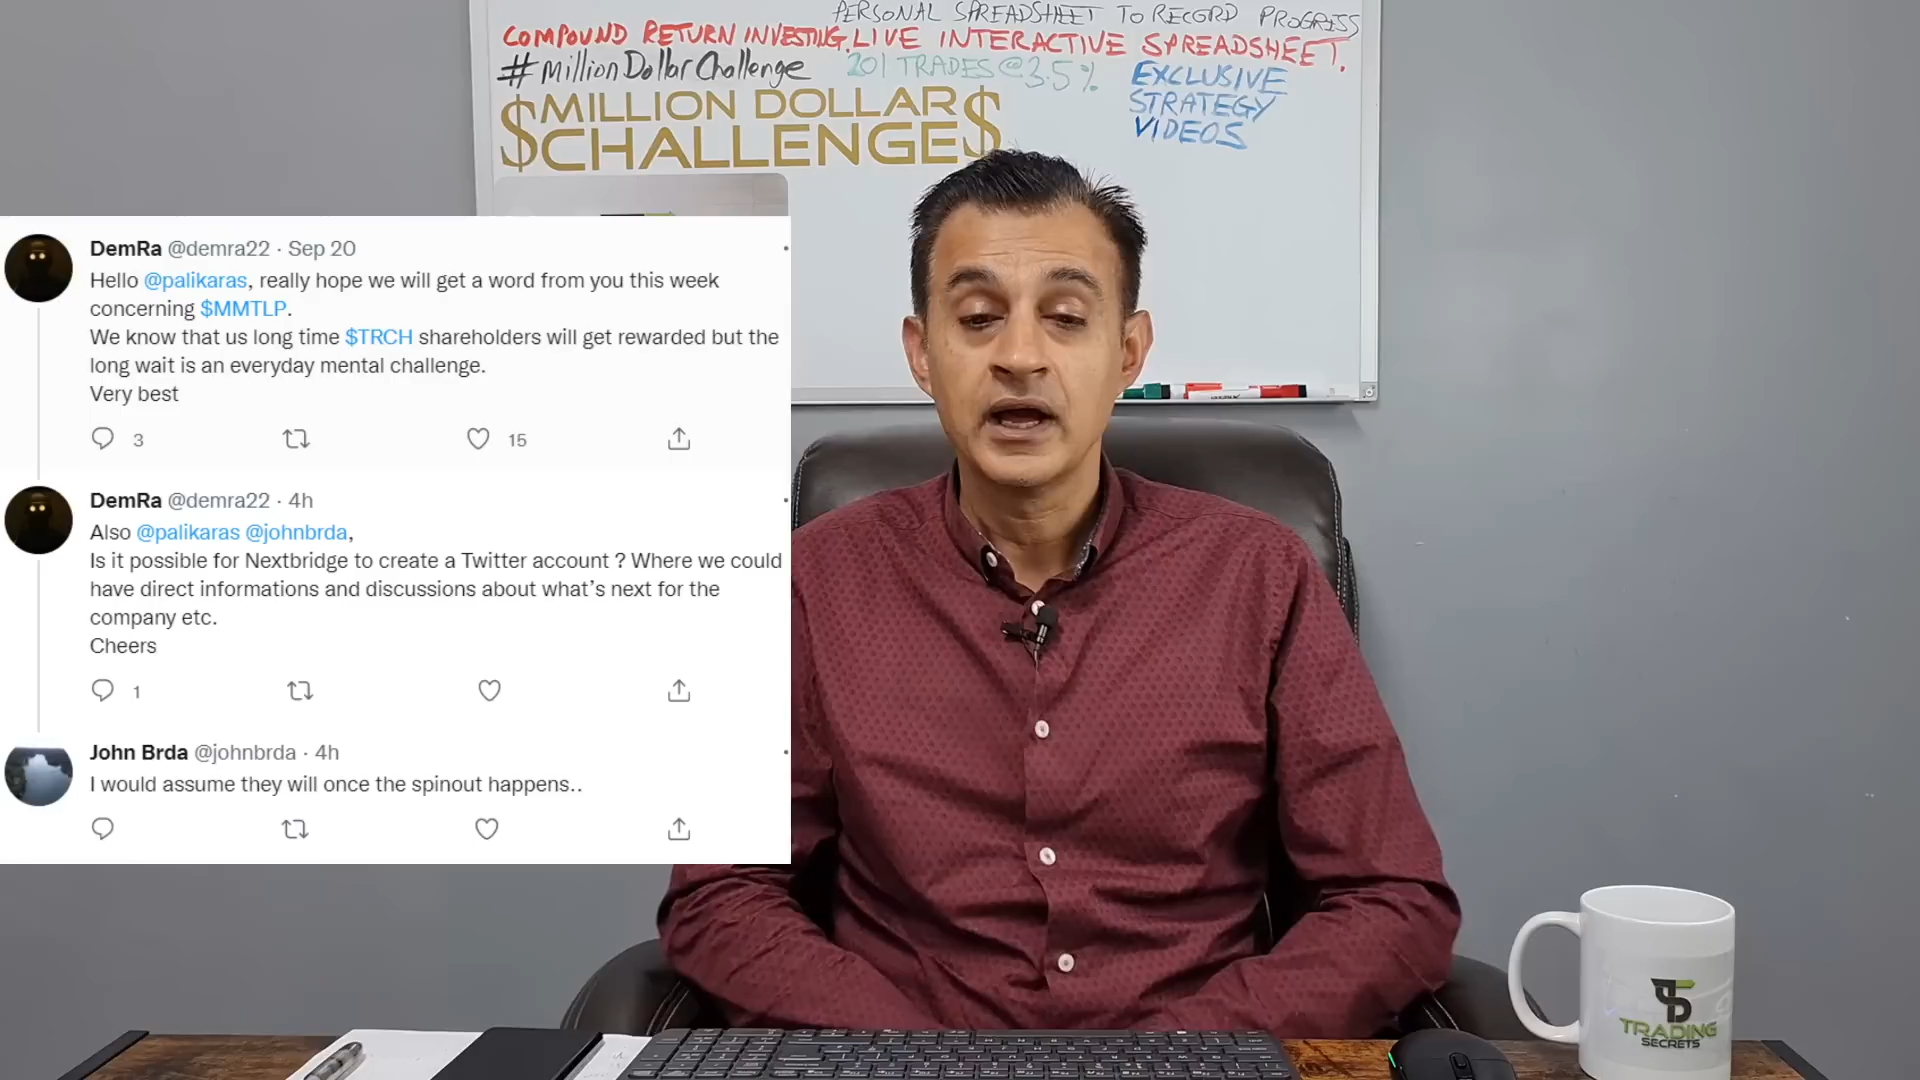 PERSONAL SPREADSHEET TO RECORD PROGRESS
COMPOUND RETURN INVESTING. LIVE INTERACTIVE SPREADSHEET.
#MillionDollarChallenge 201 TRADES @ 3.5% EXCLUSIVE
STRATEGY
VIDEOS
$MILLION DOLLAR$
CHALLENGE
DemRa @demra22 · Sep 20
Hello @palikaras, really hope we will get a word from you this week
concerning $MMTLP.
We know that us long time $TRCH shareholders will get rewarded but the
long wait is an everyday mental challenge.
Very best
3 15
DemRa @demra22 · 4h
Also @palikaras @johnbrda,
Is it possible for Nextbridge to create a Twitter account ? Where we could
have direct informations and discussions about what's next for the
company etc.
Cheers
1
John Brda @johnbrda · 4h
I would assume they will once the spinout happens..
TS
TRADING
SECRETS